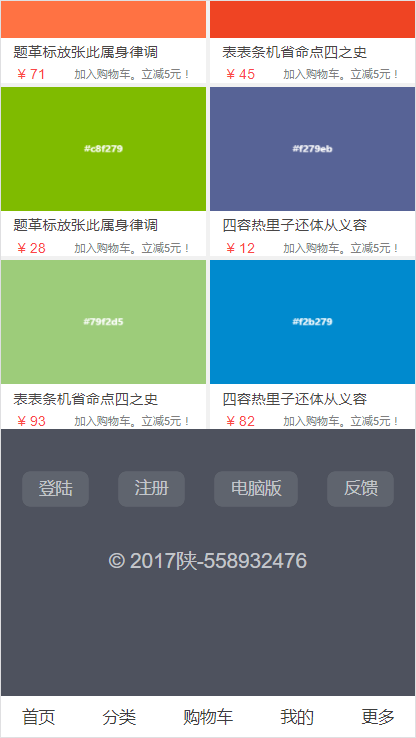 题革标放张此属身律调 表表条机省命点四之史
￥71 加入购物车。立减5元！ ￥45 加入购物车。立减5元！
#c8f279 #f279eb
题革标放张此属身律调 四容热里子还体从义容
￥28 加入购物车。立减5元！ ￥12 加入购物车。立减5元！
#79f2d5 #f2b279
表表条机省命点四之史 四容热里子还体从义容
￥93 加入购物车。立减5元！ ￥82 加入购物车。立减5元！
登陆 注册 电脑版 反馈
© 2017陕-558932476
首页 分类 购物车 我的 更多